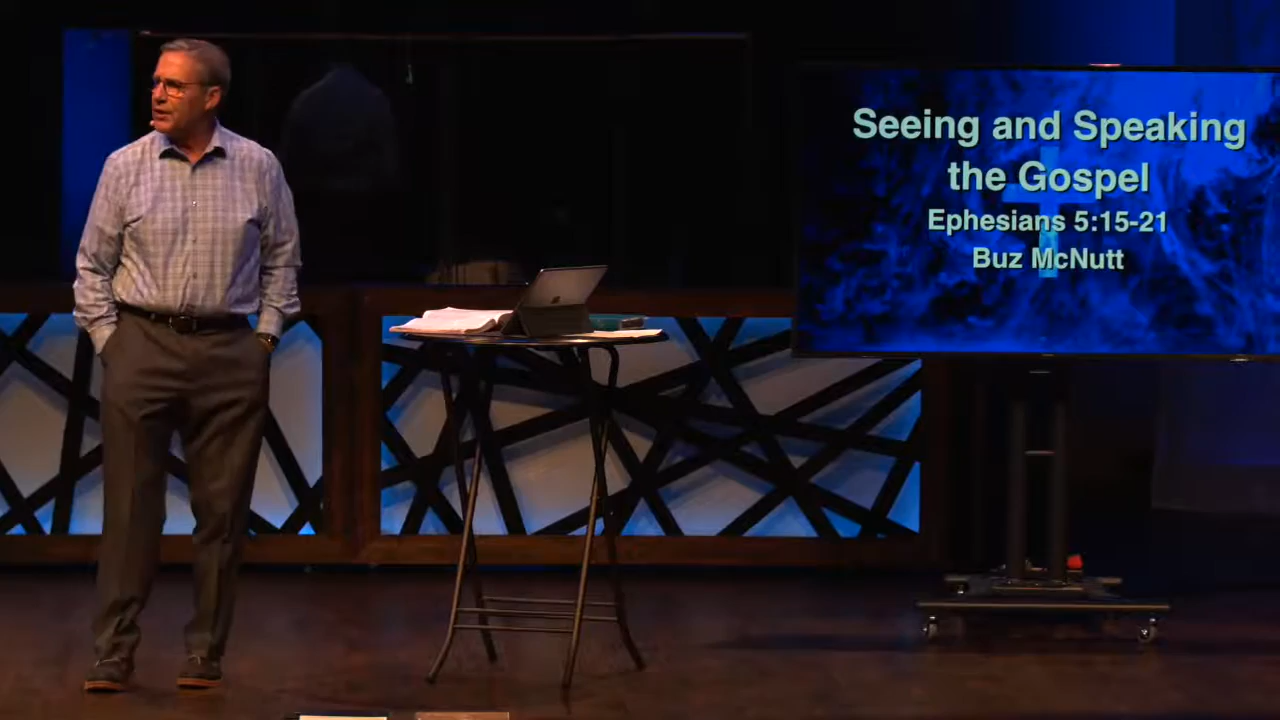 Seeing and Speaking
the Gospel
Ephesians 5:15-21
Buz McNutt